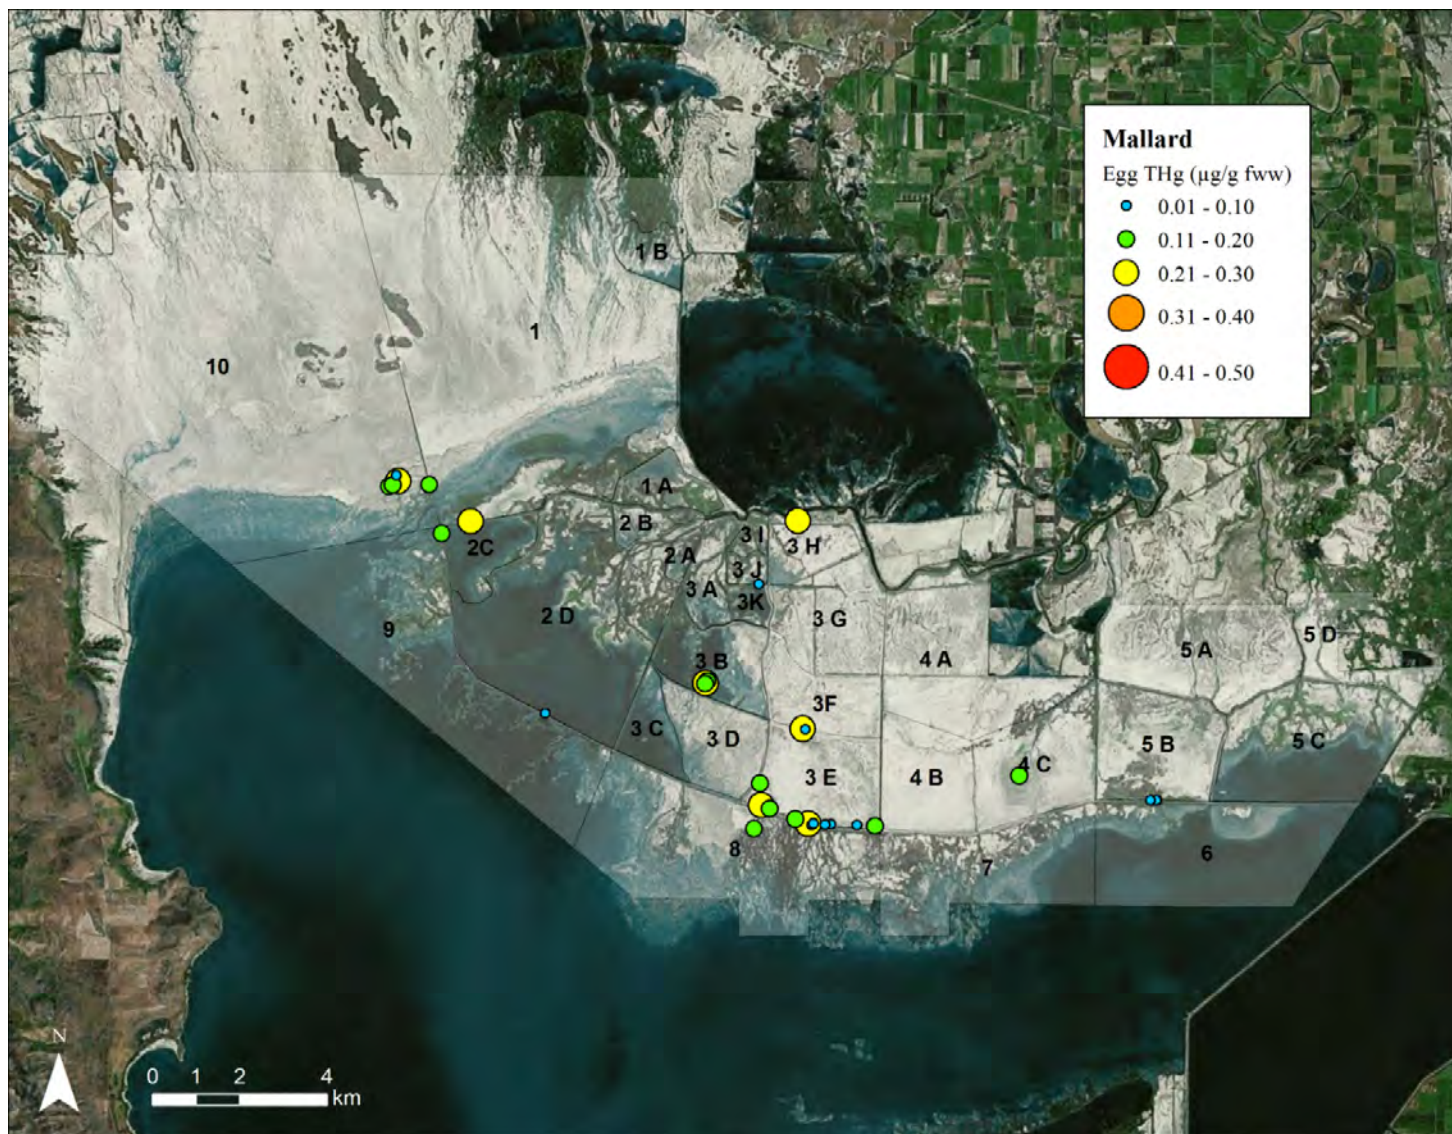 Mallard
Egg THg (µg/g fww)
0.01 - 0.10
0.11 - 0.20
0.21 - 0.30
0.31 - 0.40
0.41 - 0.50
1 B
1
10
1 A
2 B
3 I
3 H
2C
2 A
3 J
3 A
3K
2 D
3 G
9
3 B
4 A
5 A
5 D
3F
3 C
3 D
5 B
5 C
3 E
4 B
4 C
8
7
6
N
0 1 2 4
km